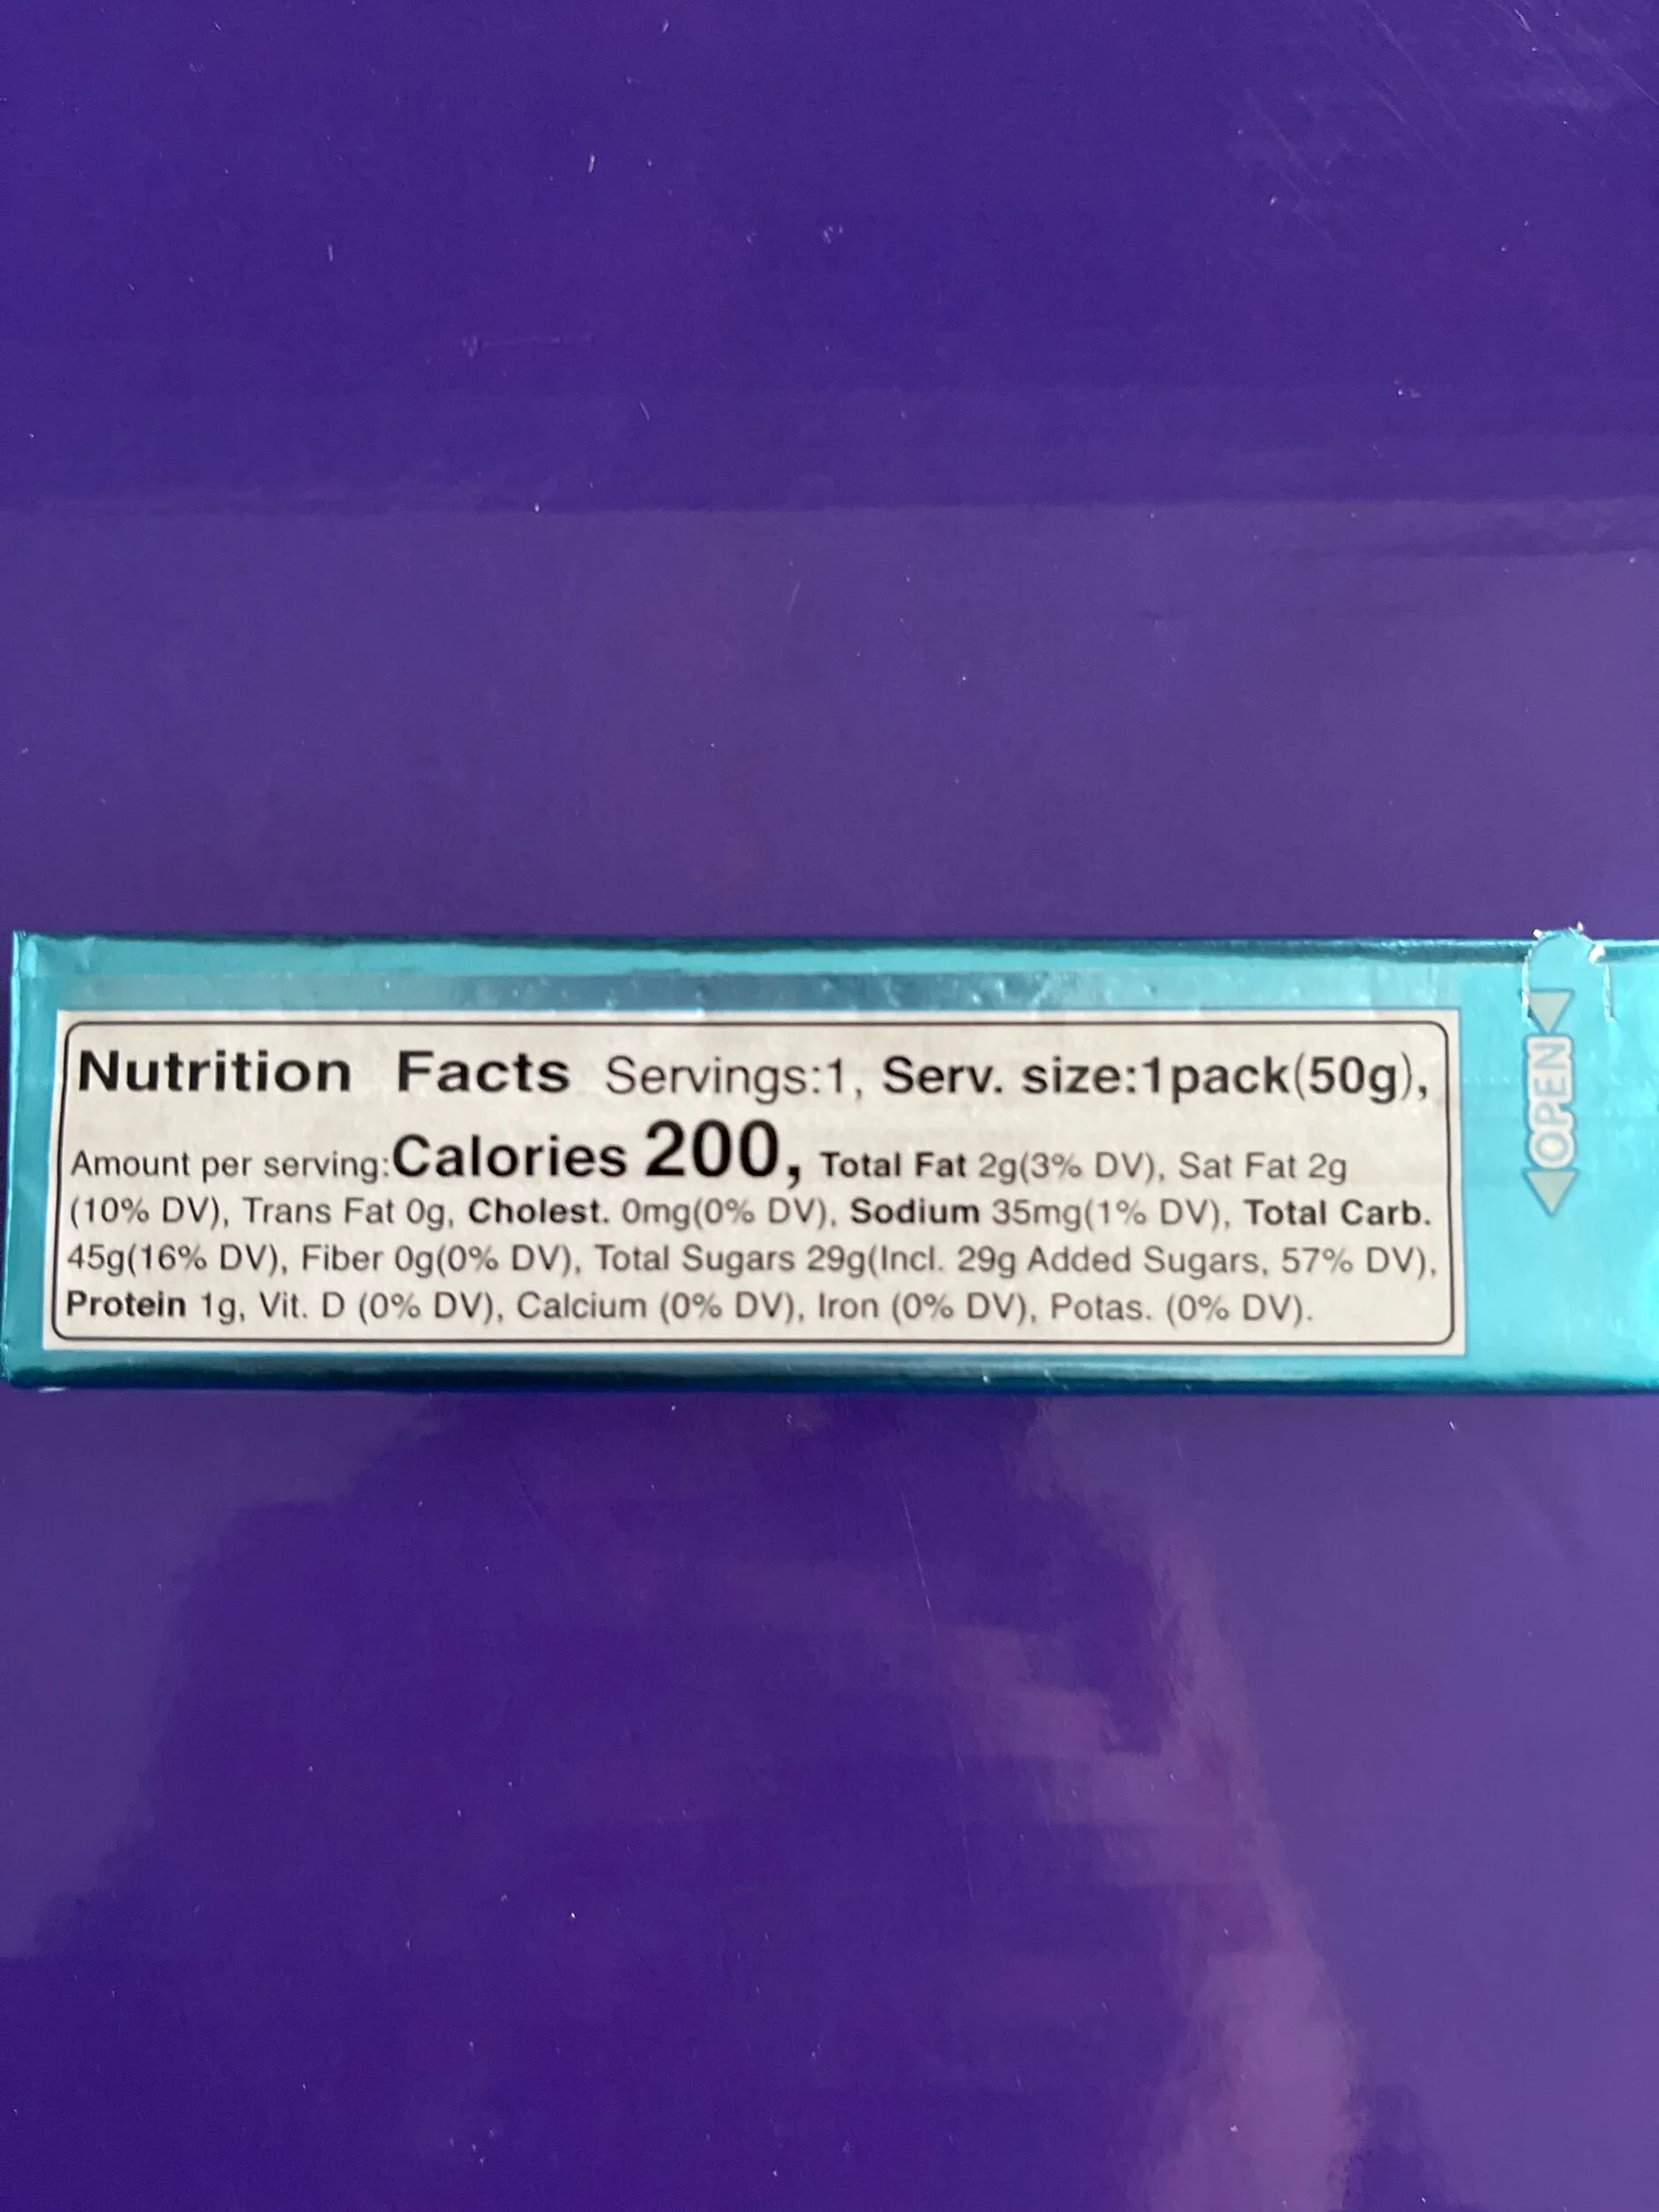 Nutrition Facts Servings:1, Serv. size:1pack(50g),
Amount per serving:Calories 200, Total Fat 2g(3% DV), Sat Fat 2g
(10% DV), Trans Fat 0g, Cholest. 0mg(0% DV), Sodium 35mg(1% DV), Total Carb.
45g(16% DV), Fiber 0g(0% DV), Total Sugars 29g(Incl. 29g Added Sugars, 57% DV),
Protein 1g, Vit. D (0% DV), Calcium (0% DV), Iron (0% DV), Potas. (0% DV).
OPEN